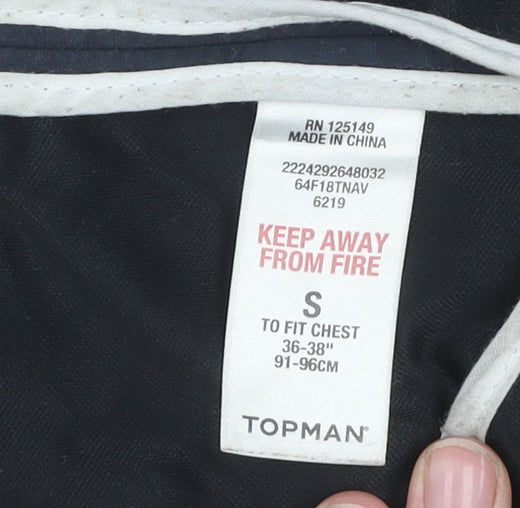 RN 125149
MADE IN CHINA
2224292648032
64F18TNAV
6219
KEEP AWAY
FROM FIRE
S
TO FIT CHEST
36-38"
91-96CM
TOPMAN